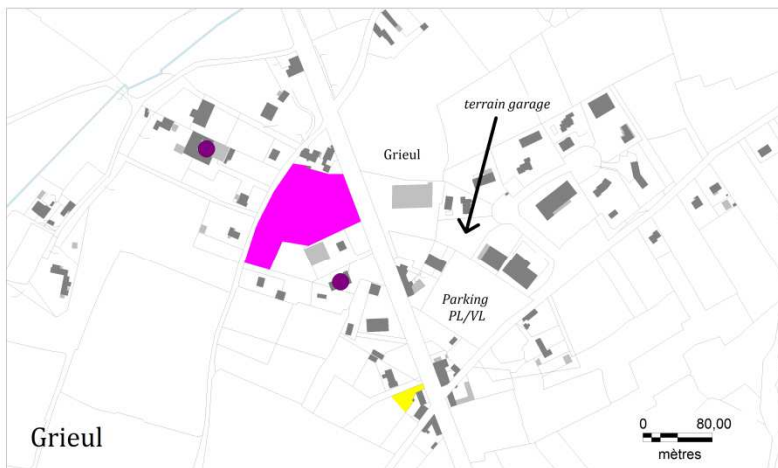 terrain garage
Grieul
Parking
PL/VL
Grieul
0 80,00
mètres